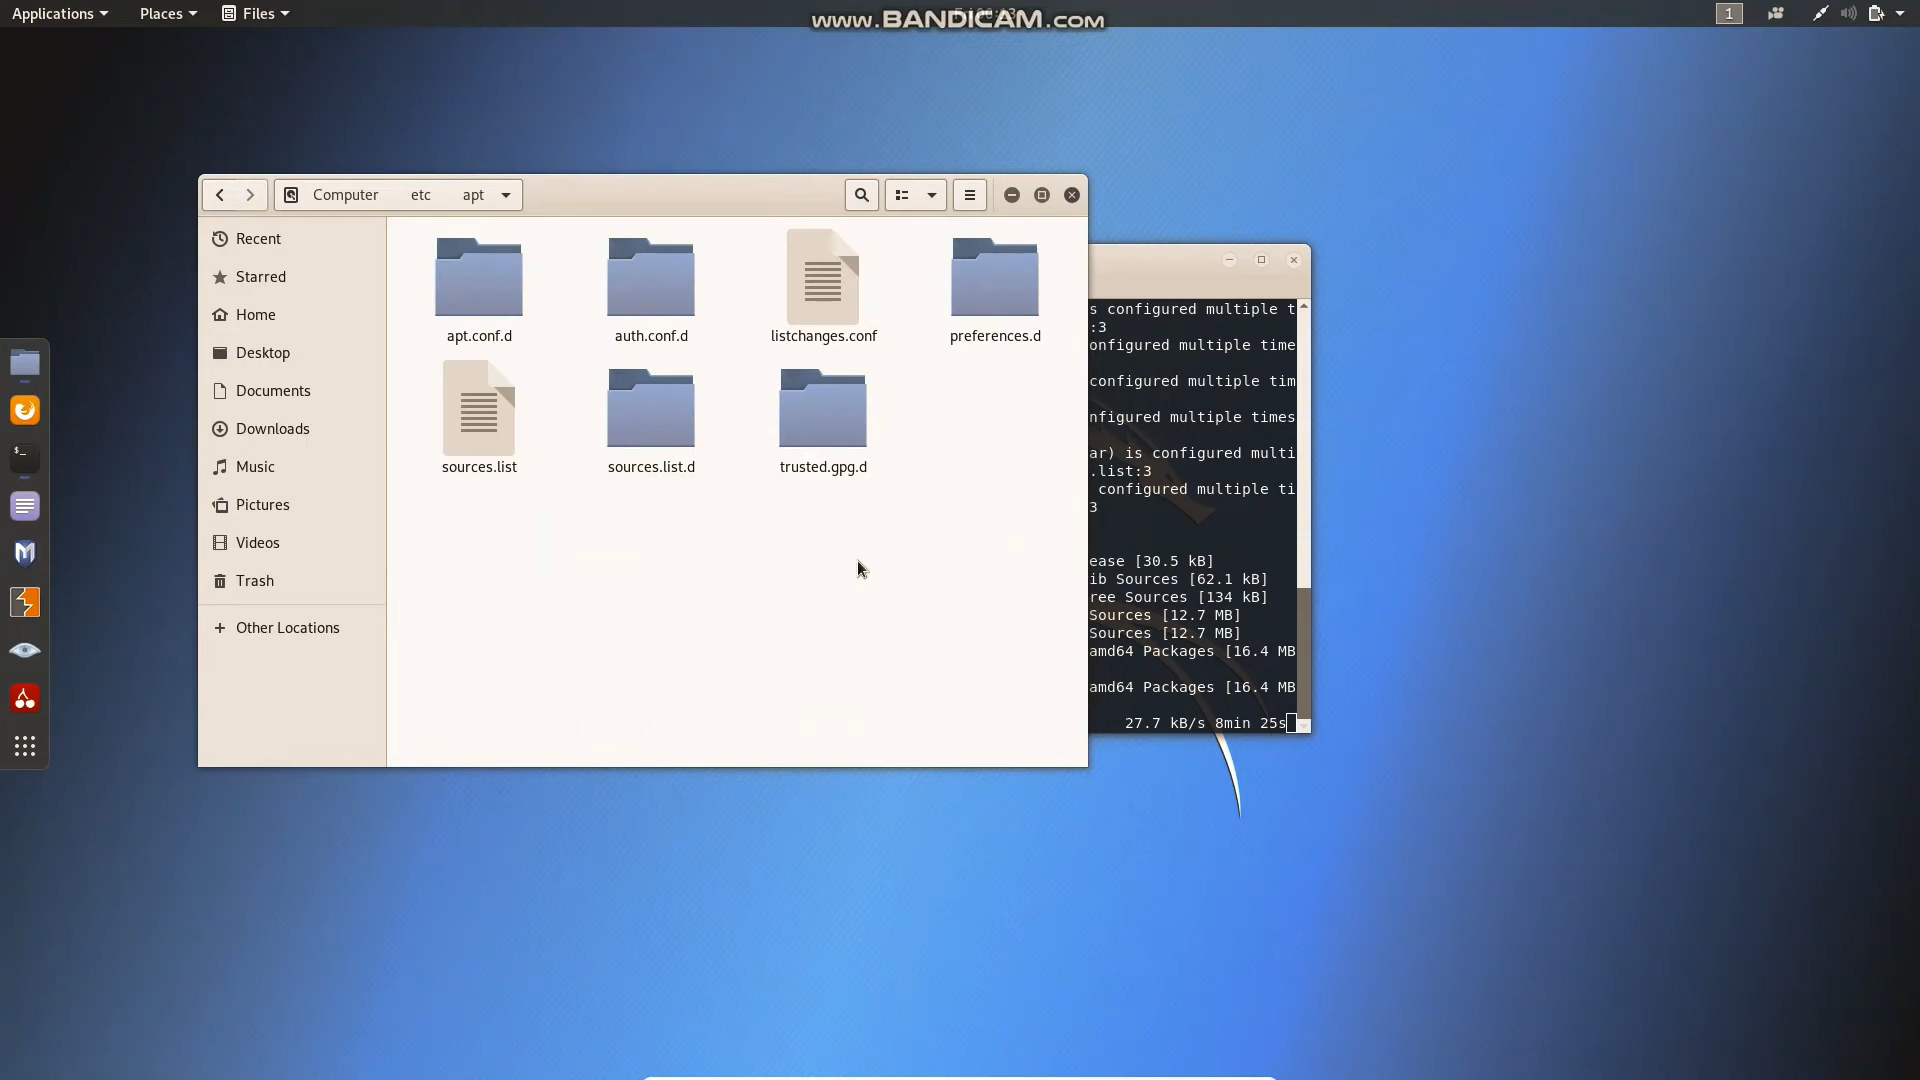 Applications
Places
Files
www.BANDICAM.com
1
Computer
etc
apt
Recent
Starred
Home
Desktop
Documents
Downloads
Music
Pictures
Videos
Trash
Other Locations
apt.conf.d
auth.conf.d
listchanges.conf
preferences.d
sources.list
sources.list.d
trusted.gpg.d
s configured multiple t
:3
onfigured multiple time
configured multiple tim
nfigured multiple times
ar) is configured multi
.list:3
configured multiple ti
3
ease [30.5 kB]
ib Sources [62.1 kB]
ree Sources [134 kB]
Sources [12.7 MB]
Sources [12.7 MB]
amd64 Packages [16.4 MB
amd64 Packages [16.4 MB
27.7 kB/s 8min 25s